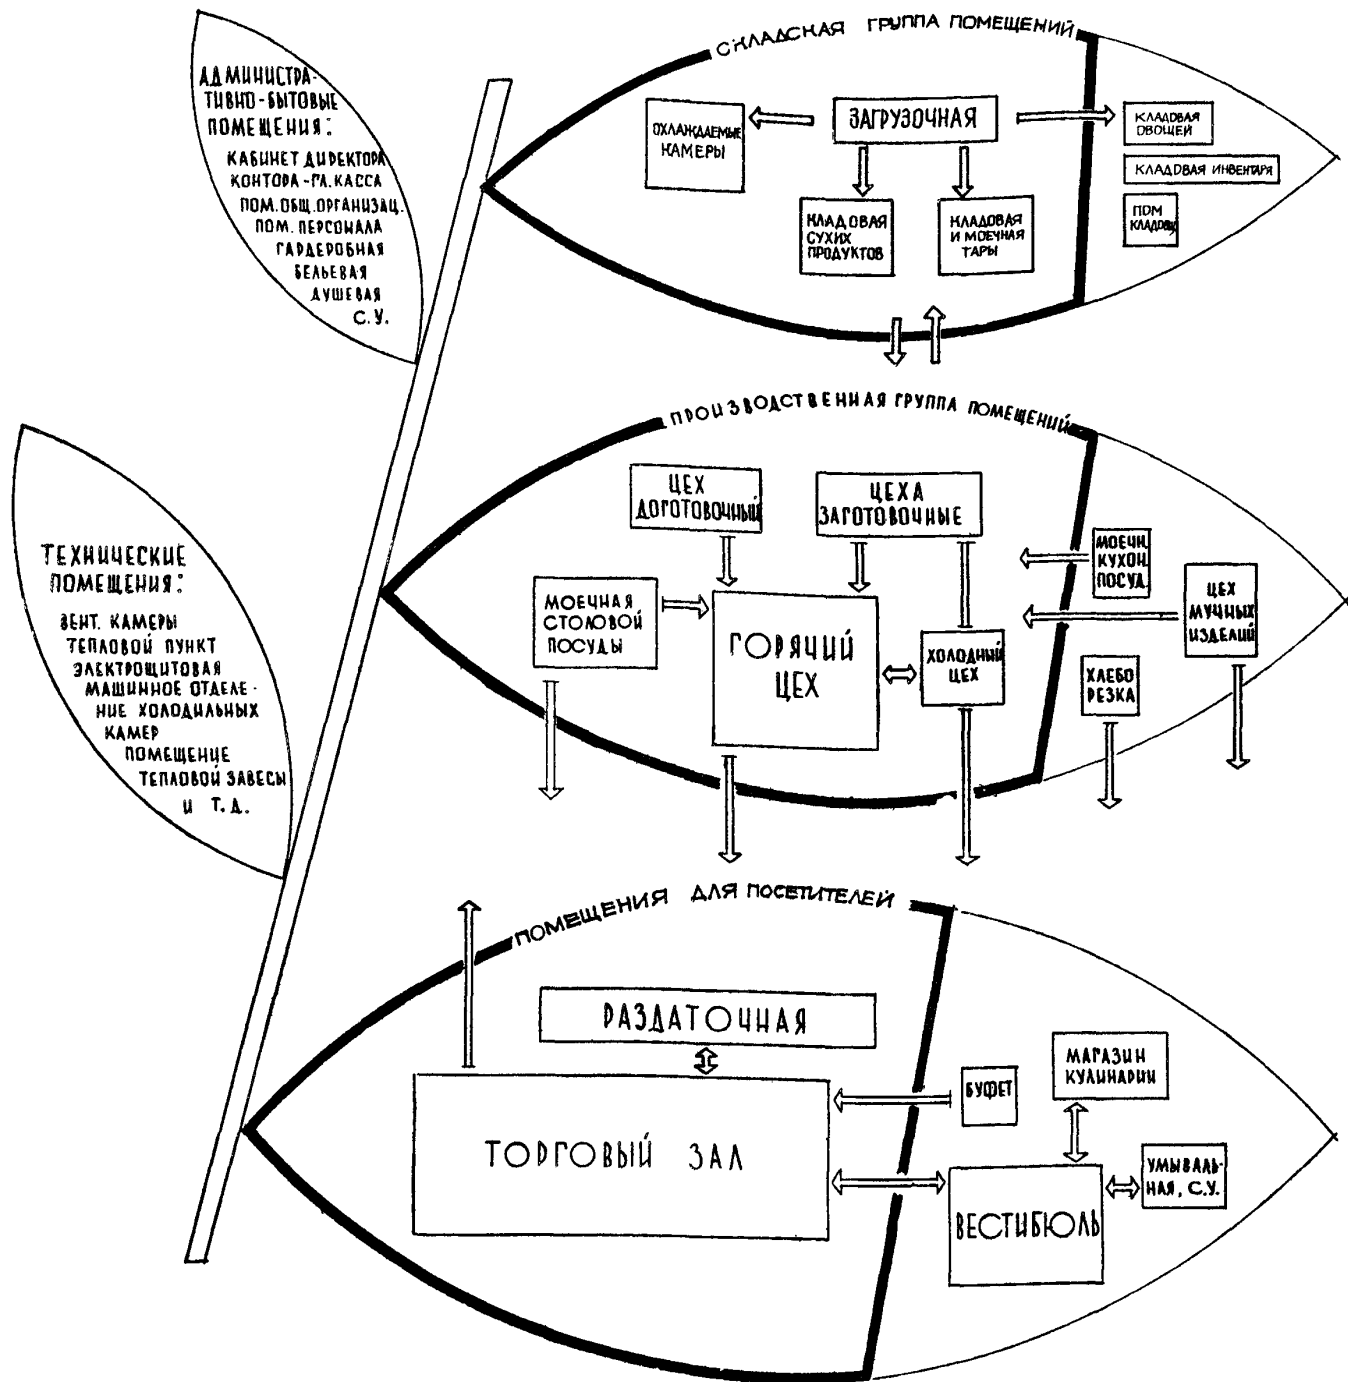 АДМИНИСТРА-
ТИВНО-БЫТОВЫЕ
ПОМЕЩЕНИЯ:
КАБИНЕТ ДИРЕКТОРА
КОНТОРА-ГЛ.КАССА
ПОМ.ОБЩ.ОРГАНИЗАЦ.
ПОМ. ПЕРСОНАЛА
ГАРДЕРОБНАЯ
БЕЛЬЕВАЯ
ДУШЕВАЯ
С.У.
ТЕХНИЧЕСКИЕ
ПОМЕЩЕНИЯ:
ВЕНТ. КАМЕРЫ
ТЕПЛОВОЙ ПУНКТ
ЭЛЕКТРОЩИТОВАЯ
МАШИННОЕ ОТДЕЛЕ-
НИЕ ХОЛОДИЛЬНЫХ
КАМЕР
ПОМЕЩЕНИЕ
ТЕПЛОВОЙ ЗАВЕСЫ
И Т.Д.
СКЛАДСКАЯ ГРУППА ПОМЕЩЕНИЙ
ОХЛАЖДАЕМЫЕ
КАМЕРЫ
ЗАГРУЗОЧНАЯ
КЛАДОВАЯ
СУХИХ
ПРОДУКТОВ
КЛАДОВАЯ
И МОЕЧНАЯ
ТАРЫ
КЛАДОВАЯ
ОВОЩЕЙ
КЛАДОВАЯ ИНВЕНТАРЯ
ПОМ
КЛАДОВЩ
ПРОИЗВОДСТВЕННАЯ ГРУППА ПОМЕЩЕНИЙ
ЦЕХ
ДОГОТОВОЧНЫЙ
ЦЕХА
ЗАГОТОВОЧНЫЕ
МОЕЧНАЯ
СТОЛОВОЙ
ПОСУДЫ
ГОРЯЧИЙ
ЦЕХ
ХОЛОДНЫЙ
ЦЕХ
МОЕЧН.
КУХОН.
ПОСУД.
ЦЕХ
МУЧНЫХ
ИЗДЕЛИЙ
ХЛЕБО
РЕЗКА
ПОМЕЩЕНИЯ ДЛЯ ПОСЕТИТЕЛЕЙ
РАЗДАТОЧНАЯ
ТОРГОВЫЙ ЗАЛ
БУФЕТ
МАГАЗИН
КУЛИНАРИИ
ВЕСТИБЮЛЬ
УМЫВАЛЬ-
НАЯ, С.У.